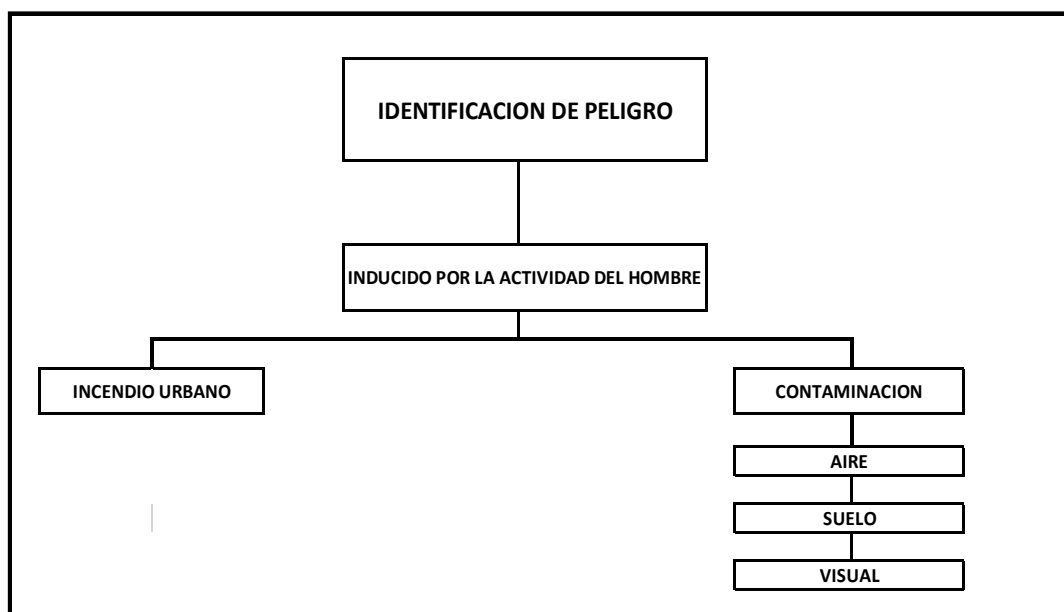 IDENTIFICACION DE PELIGRO
INDUCIDO POR LA ACTIVIDAD DEL HOMBRE
INCENDIO URBANO
CONTAMINACION
AIRE
SUELO
VISUAL